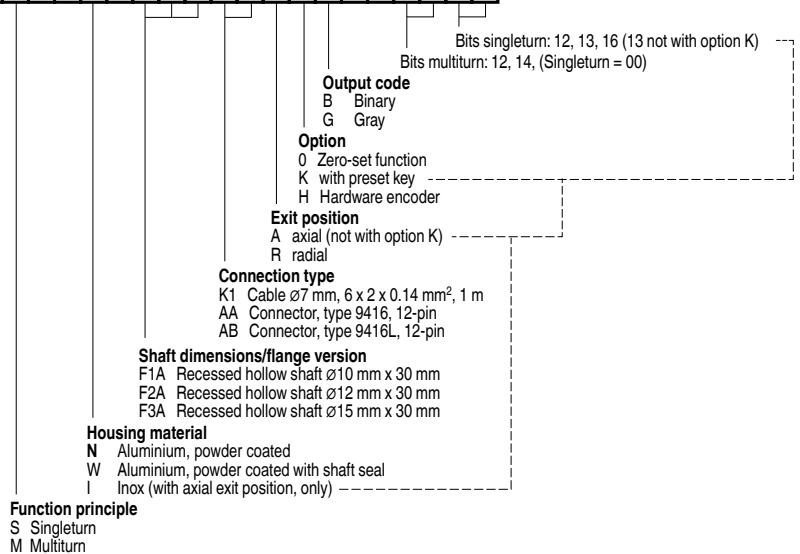 Bits singleturn: 12, 13, 16 (13 not with option K)
Bits multiturn: 12, 14, (Singleturn = 00)
Output code
B Binary
G Gray
Option
0 Zero-set function
K with preset key
H Hardware encoder
Exit position
A axial (not with option K)
R radial
Connection type
K1 Cable ⌀7 mm, 6 x 2 x 0.14 mm², 1 m
AA Connector, type 9416, 12-pin
AB Connector, type 9416L, 12-pin
Shaft dimensions/flange version
F1A Recessed hollow shaft ⌀10 mm x 30 mm
F2A Recessed hollow shaft ⌀12 mm x 30 mm
F3A Recessed hollow shaft ⌀15 mm x 30 mm
Housing material
N Aluminium, powder coated
W Aluminium, powder coated with shaft seal
I Inox (with axial exit position, only)
Function principle
S Singleturn
M Multiturn